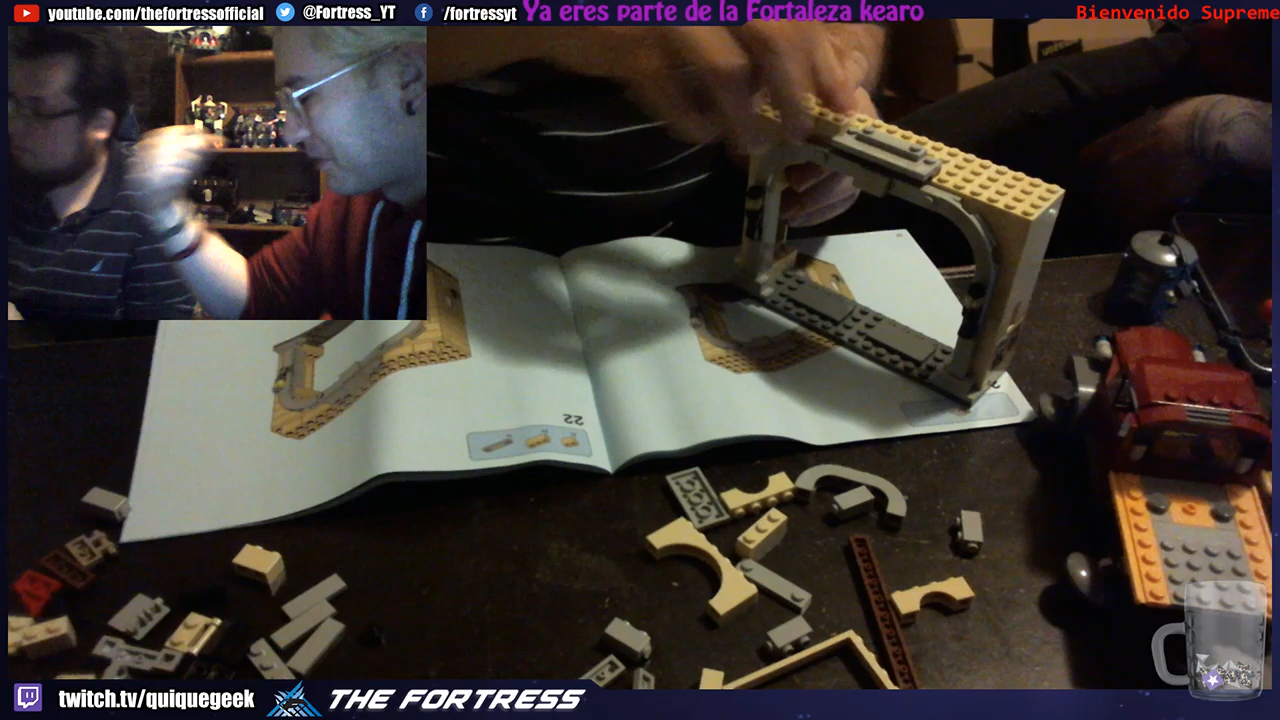 youtube.com/thefortressofficial
@Fortress_YT
/fortressyt
Ya eres parte de la Fortaleza kearo
Bienvenido Supreme
22
twitch.tv/quiquegeek
THE FORTRESS